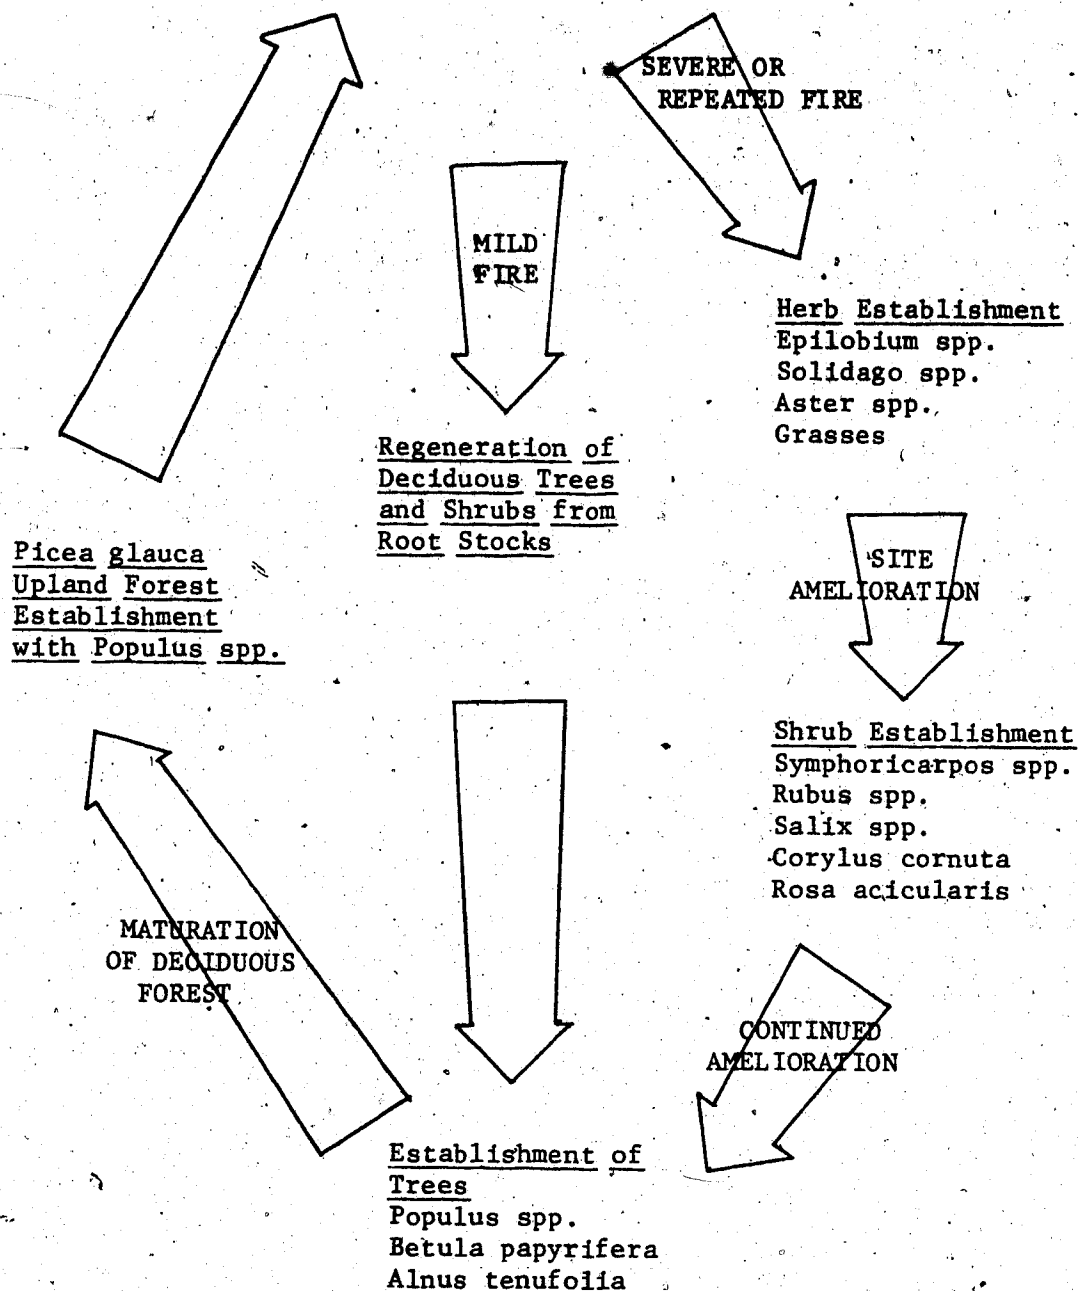 SEVERE OR
REPEATED FIRE
MILD
FIRE
Herb Establishment
Epilobium spp.
Solidago spp.
Aster spp.
Grasses
Regeneration of
Deciduous Trees
and Shrubs from
Root Stocks
Picea glauca
Upland Forest
Establishment
with Populus spp.
SITE
AMELIORATION
Shrub Establishment
Symphoricarpos spp.
Rubus spp.
Salix spp.
Corylus cornuta
Rosa acicularis
MATURATION
OF DECIDUOUS
FOREST
CONTINUED
AMELIORATION
Establishment of
Trees
Populus spp.
Betula papyrifera
Alnus tenufolia